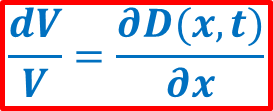 dV/V = ∂D(x,t)/∂x